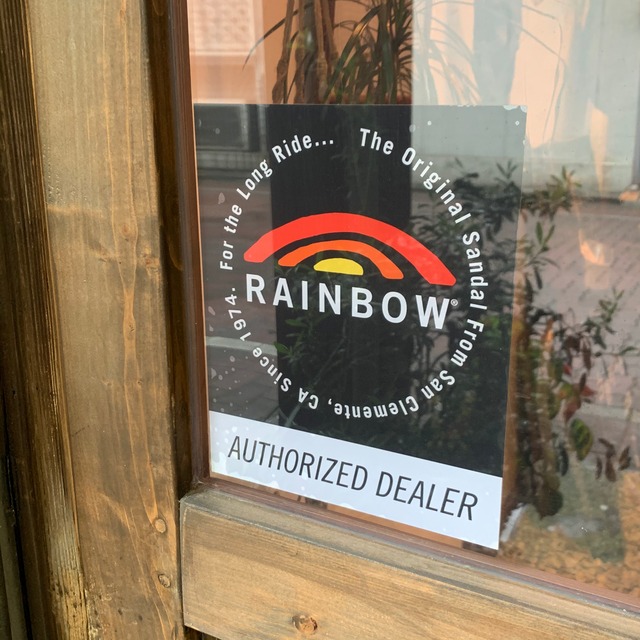 For the Long Ride... The Original Sandal From San Clemente, CA Since 1974.
RAINBOW®
AUTHORIZED DEALER